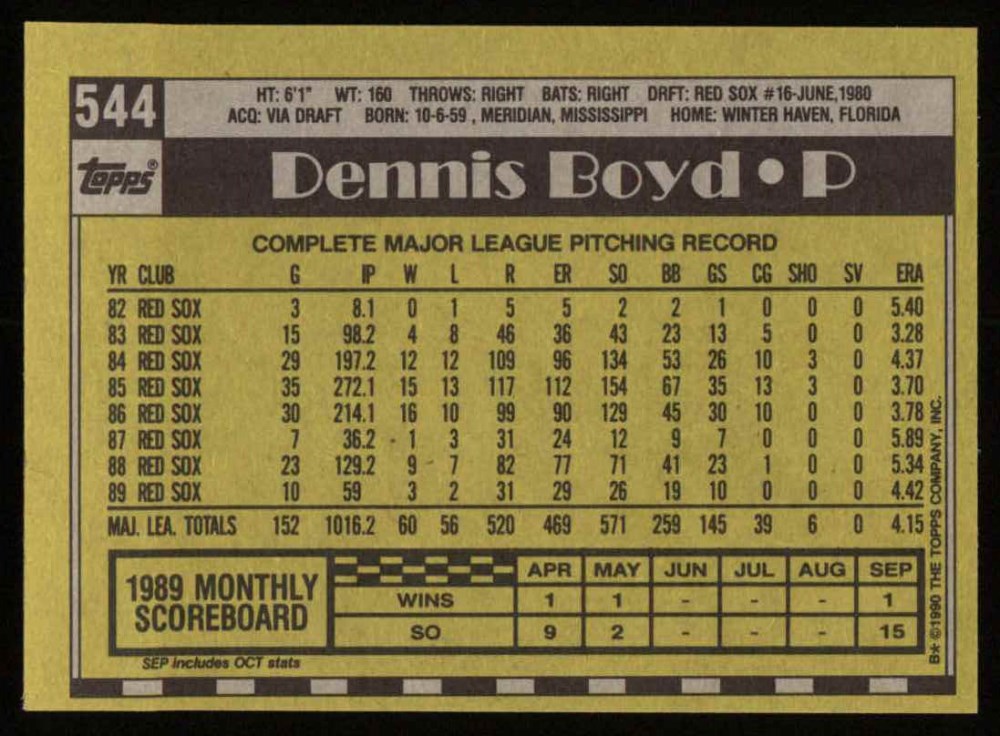 544
HT: 6'1" WT: 160 THROWS: RIGHT BATS: RIGHT DRFT: RED SOX #16-JUNE,1980
ACQ: VIA DRAFT BORN: 10-6-59 , MERIDIAN, MISSISSIPPI HOME: WINTER HAVEN, FLORIDA
topps®
Dennis Boyd • P
COMPLETE MAJOR LEAGUE PITCHING RECORD
YR CLUB G IP W L R ER SO BB GS CG SHO SV ERA
82 RED SOX 3 8.1 0 1 5 5 2 2 1 0 0 0 5.40
83 RED SOX 15 98.2 4 8 46 36 43 23 13 5 0 0 3.28
84 RED SOX 29 197.2 12 12 109 96 134 53 26 10 3 0 4.37
85 RED SOX 35 272.1 15 13 117 112 154 67 35 13 3 0 3.70
86 RED SOX 30 214.1 16 10 99 90 129 45 30 10 0 0 3.78
87 RED SOX 7 36.2 1 3 31 24 12 9 7 0 0 0 5.89
88 RED SOX 23 129.2 9 7 82 77 71 41 23 1 0 0 5.34
89 RED SOX 10 59 3 2 31 29 26 19 10 0 0 0 4.42
MAJ. LEA. TOTALS 152 1016.2 60 56 520 469 571 259 145 39 6 0 4.15
1989 MONTHLY
SCOREBOARD
APR MAY JUN JUL AUG SEP
WINS 1 1 - - - 1
SO 9 2 - - - 15
SEP includes OCT stats
B* ©1990 THE TOPPS COMPANY, INC.